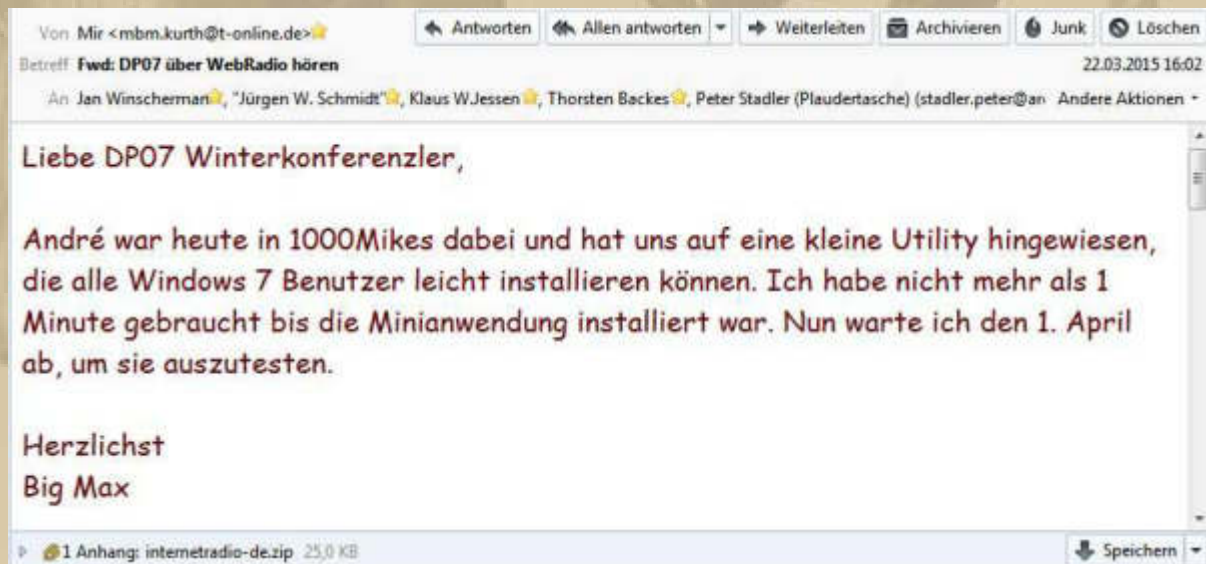 Von Mir <mbm.kurth@t-online.de> Antworten Allen antworten Weiterleiten Archivieren Junk Löschen
Betreff Fwd: DP07 über WebRadio hören 22.03.2015 16:02
An Jan Winscherman, "Jürgen W. Schmidt", Klaus W.Jessen, Thorsten Backes, Peter Stadler (Plaudertasche) (stadler.peter@an Andere Aktionen
Liebe DP07 Winterkonferenzler,
André war heute in 1000Mikes dabei und hat uns auf eine kleine Utility hingewiesen,
die alle Windows 7 Benutzer leicht installieren können. Ich habe nicht mehr als 1
Minute gebraucht bis die Minianwendung installiert war. Nun warte ich den 1. April
ab, um sie auszutesten.
Herzlichst
Big Max
1 Anhang: internetradio-de.zip 25,0 KB Speichern